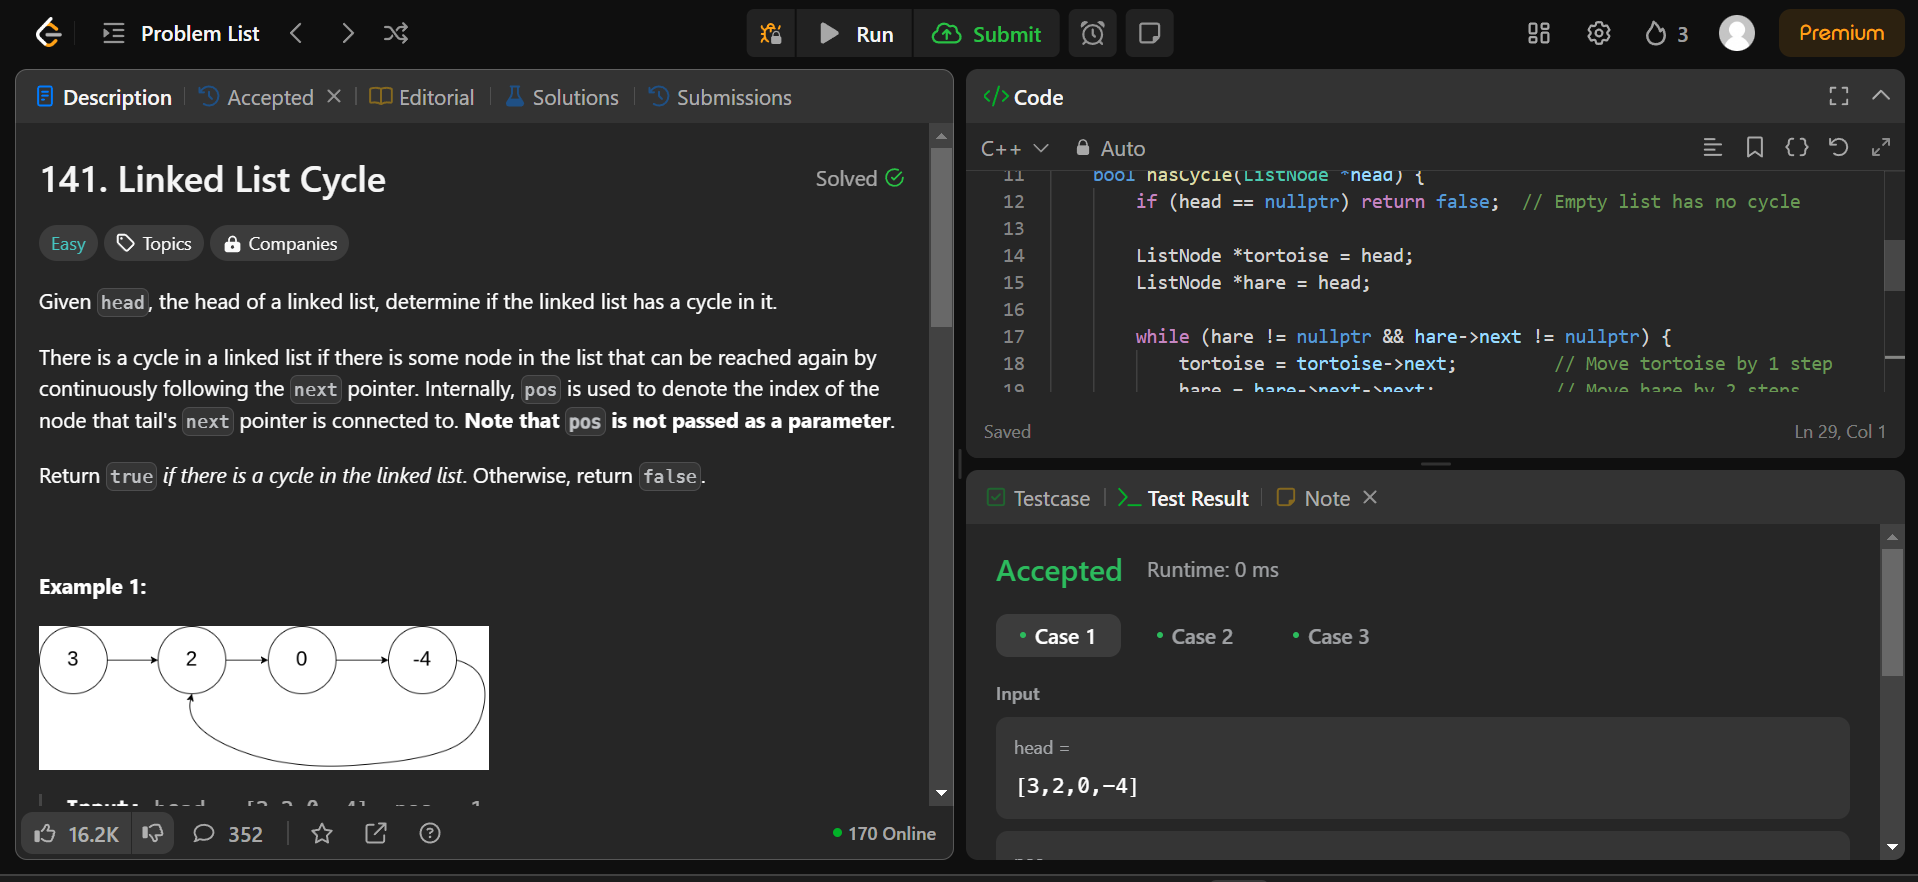 Problem List
Run
Submit
3
Premium
Description
Accepted
Editorial
Solutions
Submissions
141. Linked List Cycle
Solved
Easy
Topics
Companies
Given head, the head of a linked list, determine if the linked list has a cycle in it.
There is a cycle in a linked list if there is some node in the list that can be reached again by
continuously following the next pointer. Internally, pos is used to denote the index of the
node that tail's next pointer is connected to. Note that pos is not passed as a parameter.
Return true if there is a cycle in the linked list. Otherwise, return false.
Example 1:
3
2
0
-4
16.2K
352
170 Online
</> Code
C++
Auto
11 bool hasCycle(ListNode *head) {
12 if (head == nullptr) return false; // Empty list has no cycle
13
14 ListNode *tortoise = head;
15 ListNode *hare = head;
16
17 while (hare != nullptr && hare->next != nullptr) {
18 tortoise = tortoise->next; // Move tortoise by 1 step
19 hare = hare->next->next; // Move hare by 2 steps
Saved
Ln 29, Col 1
Testcase
Test Result
Note
Accepted
Runtime: 0 ms
Case 1
Case 2
Case 3
Input
head =
[3,2,0,-4]